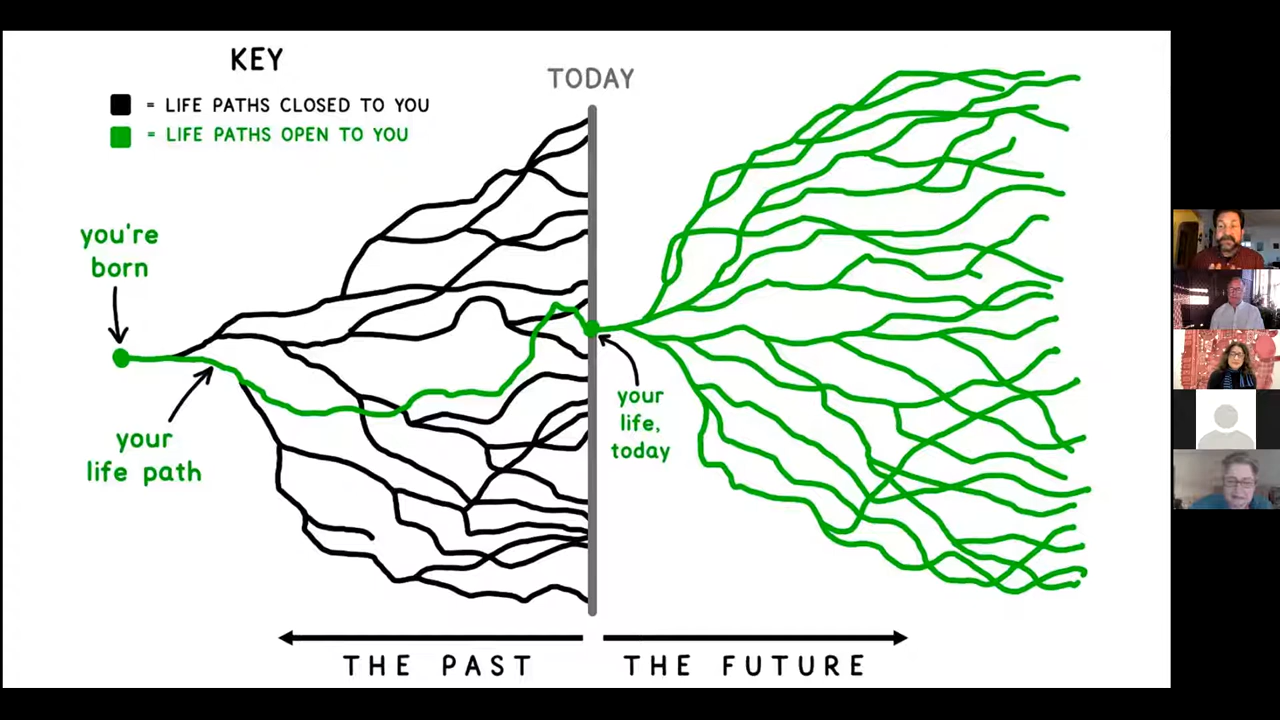 KEY
= LIFE PATHS CLOSED TO YOU
= LIFE PATHS OPEN TO YOU
TODAY
you're
born
your
life path
your
life,
today
THE PAST
THE FUTURE